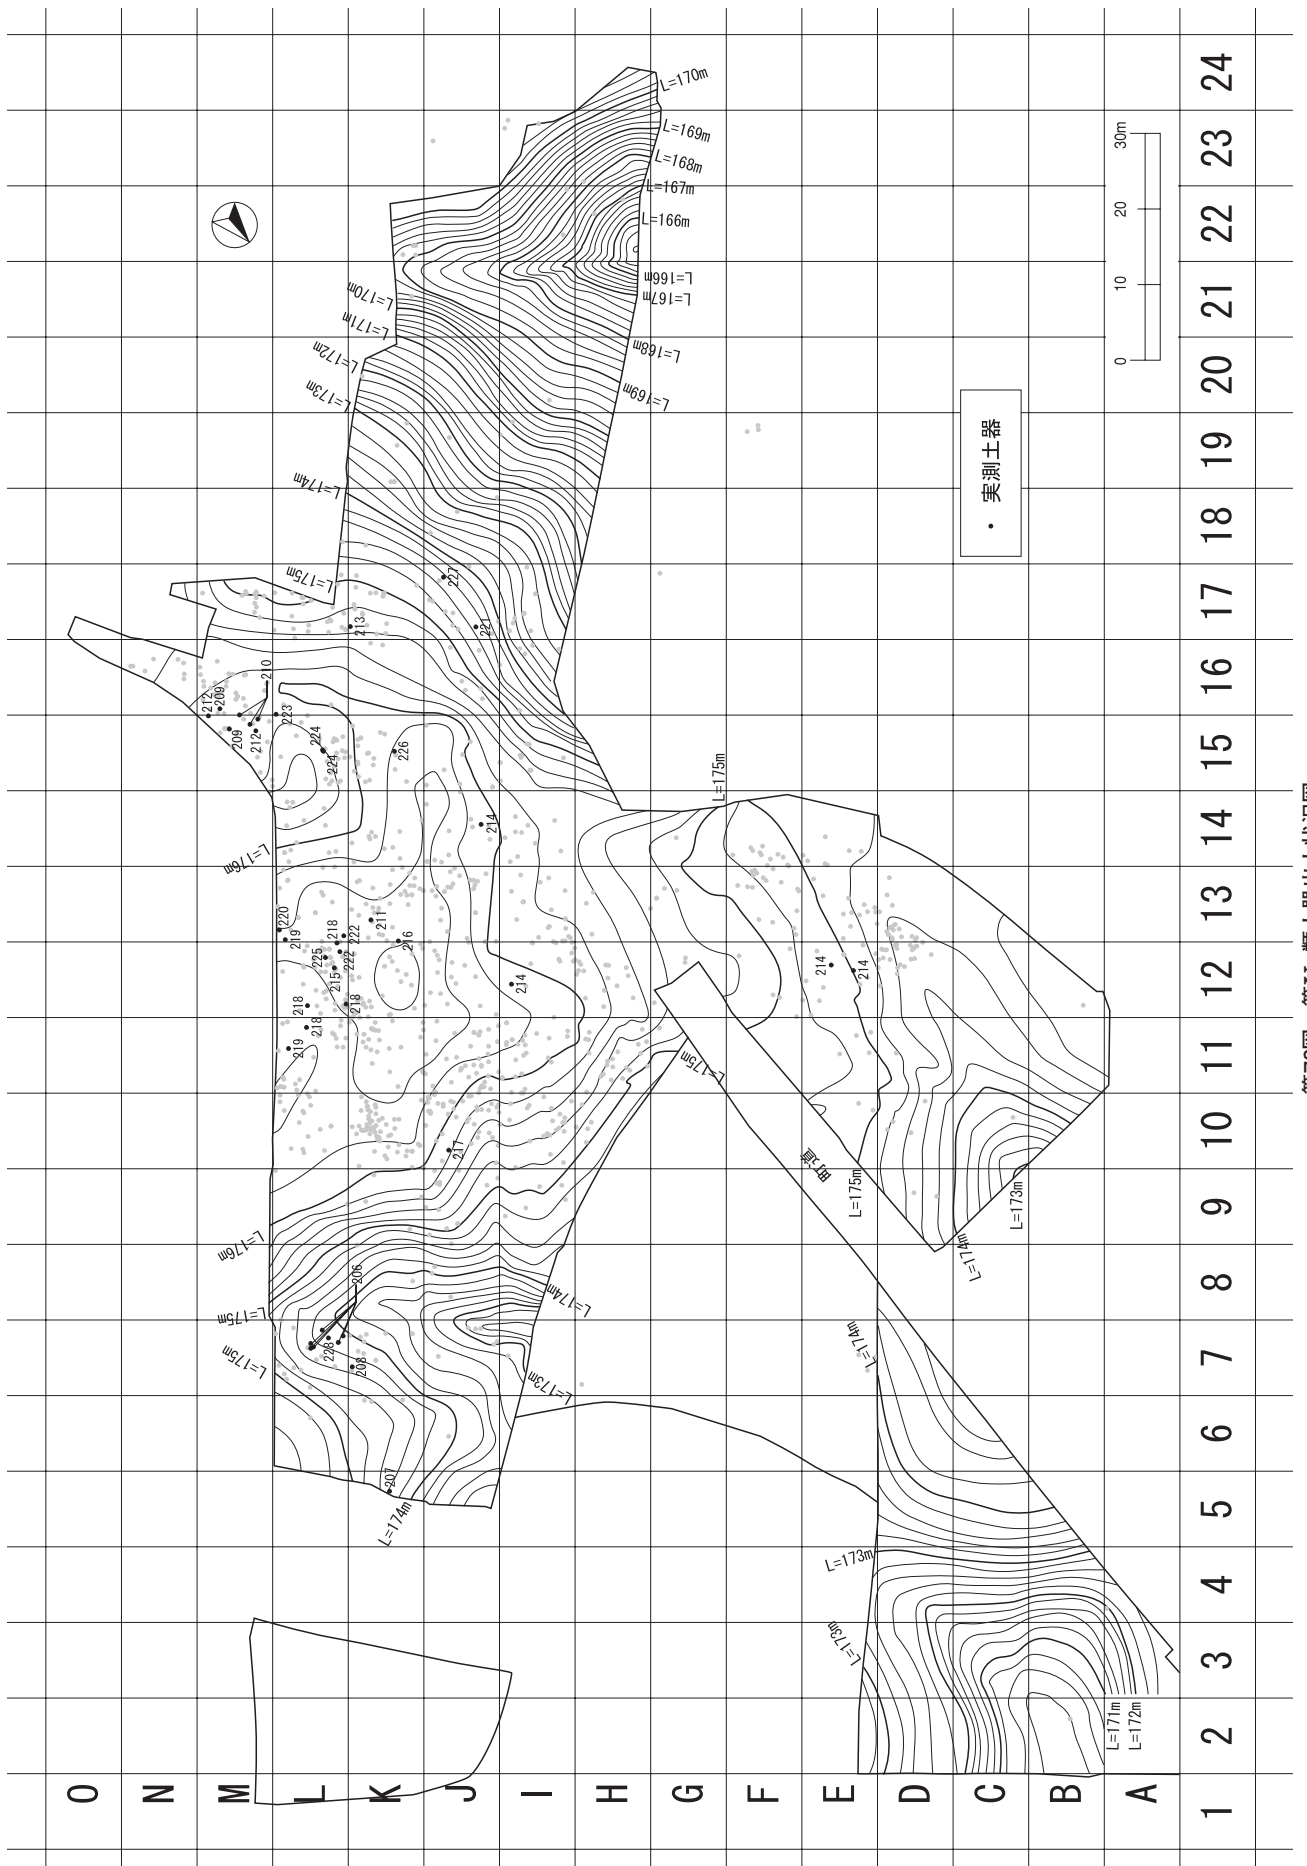 L=170m
L=169m
L=168m
L=167m
L=166m
L=166m
L=167m
L=168m
L=169m
L=170m
L=171m
L=172m
L=173m
L=174m
L=175m
L=176m
L=176m
L=175m
L=175m
L=174m
L=174m
L=173m
L=175m
L=175m
L=175m
L=174m
L=173m
L=174m
L=173m
L=173m
L=171m
L=172m
210
212
209
209
212
223
224
224
226
213
227
221
214
220
219
218
222
211
216
225
222
215
218
218
218
219
214
214
214
217
206
228
208
207
町道
• 実測土器
0 10 20 30m
O N M L K J I H G F E D C B A
1 2 3 4 5 6 7 8 9 10 11 12 13 14 15 16 17 18 19 20 21 22 23 24